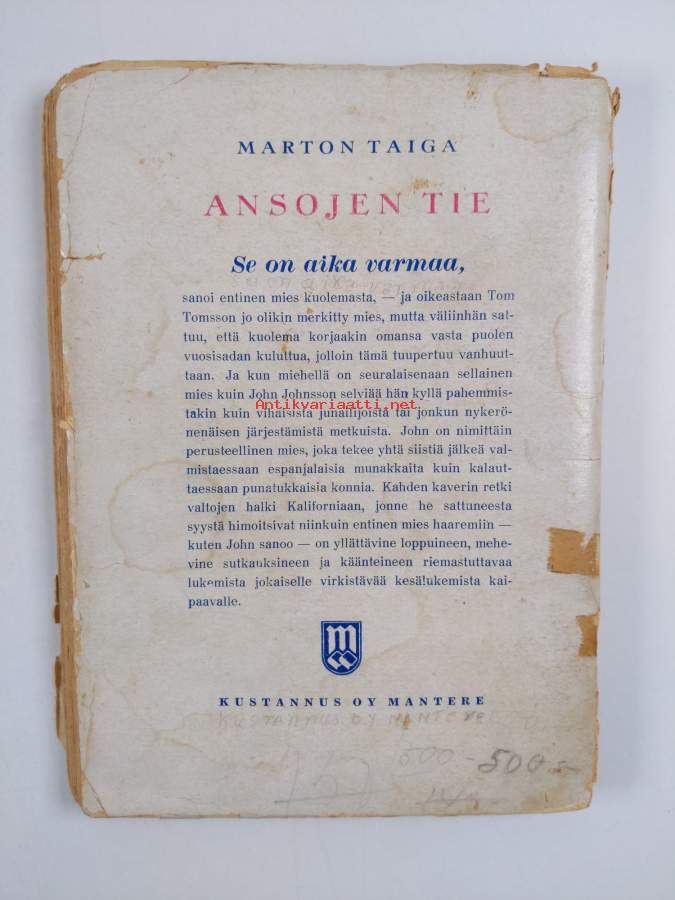 MARTON TAIGA
ANSOJEN TIE
Se on aika varmaa,
sanoi entinen mies kuolemasta, — ja oikeastaan Tom
Tomsson jo olikin merkitty mies, mutta väliinhän sat-
tuu, että kuolema korjaakin omansa vasta puolen
vuosisadan kuluttua, jolloin tämä tuupertuu vanhuut-
taan. Ja kun miehellä on seuralaisenaan sellainen
mies kuin John Johnsson selviää hän kyllä pahemmis-
takin kuin vihaisista junailijoista tai jonkun nykerö-
Antikvariaatti.net
nenäisen järjestämistä metkuista. John on nimittäin
perusteellinen mies, joka tekee yhtä siistiä jälkeä val-
mistaessaan espanjalaisia munakkaita kuin kalaut-
taessaan punatukkaisia konnia. Kahden kaverin retki
valtojen halki Kaliforniaan, jonne he sattuneesta
syystä himoitsivat niinkuin entinen mies haaremiin —
kuten John sanoo — on yllättävine loppuineen, mehe-
vine sutkauksineen ja käänteineen riemastuttavaa
lukemista jokaiselle virkistävää kesälukemista kai-
paavalle.
KUSTANNUS OY MANTERE
KUSTANNUS OY MANTERE
500 - 500:-